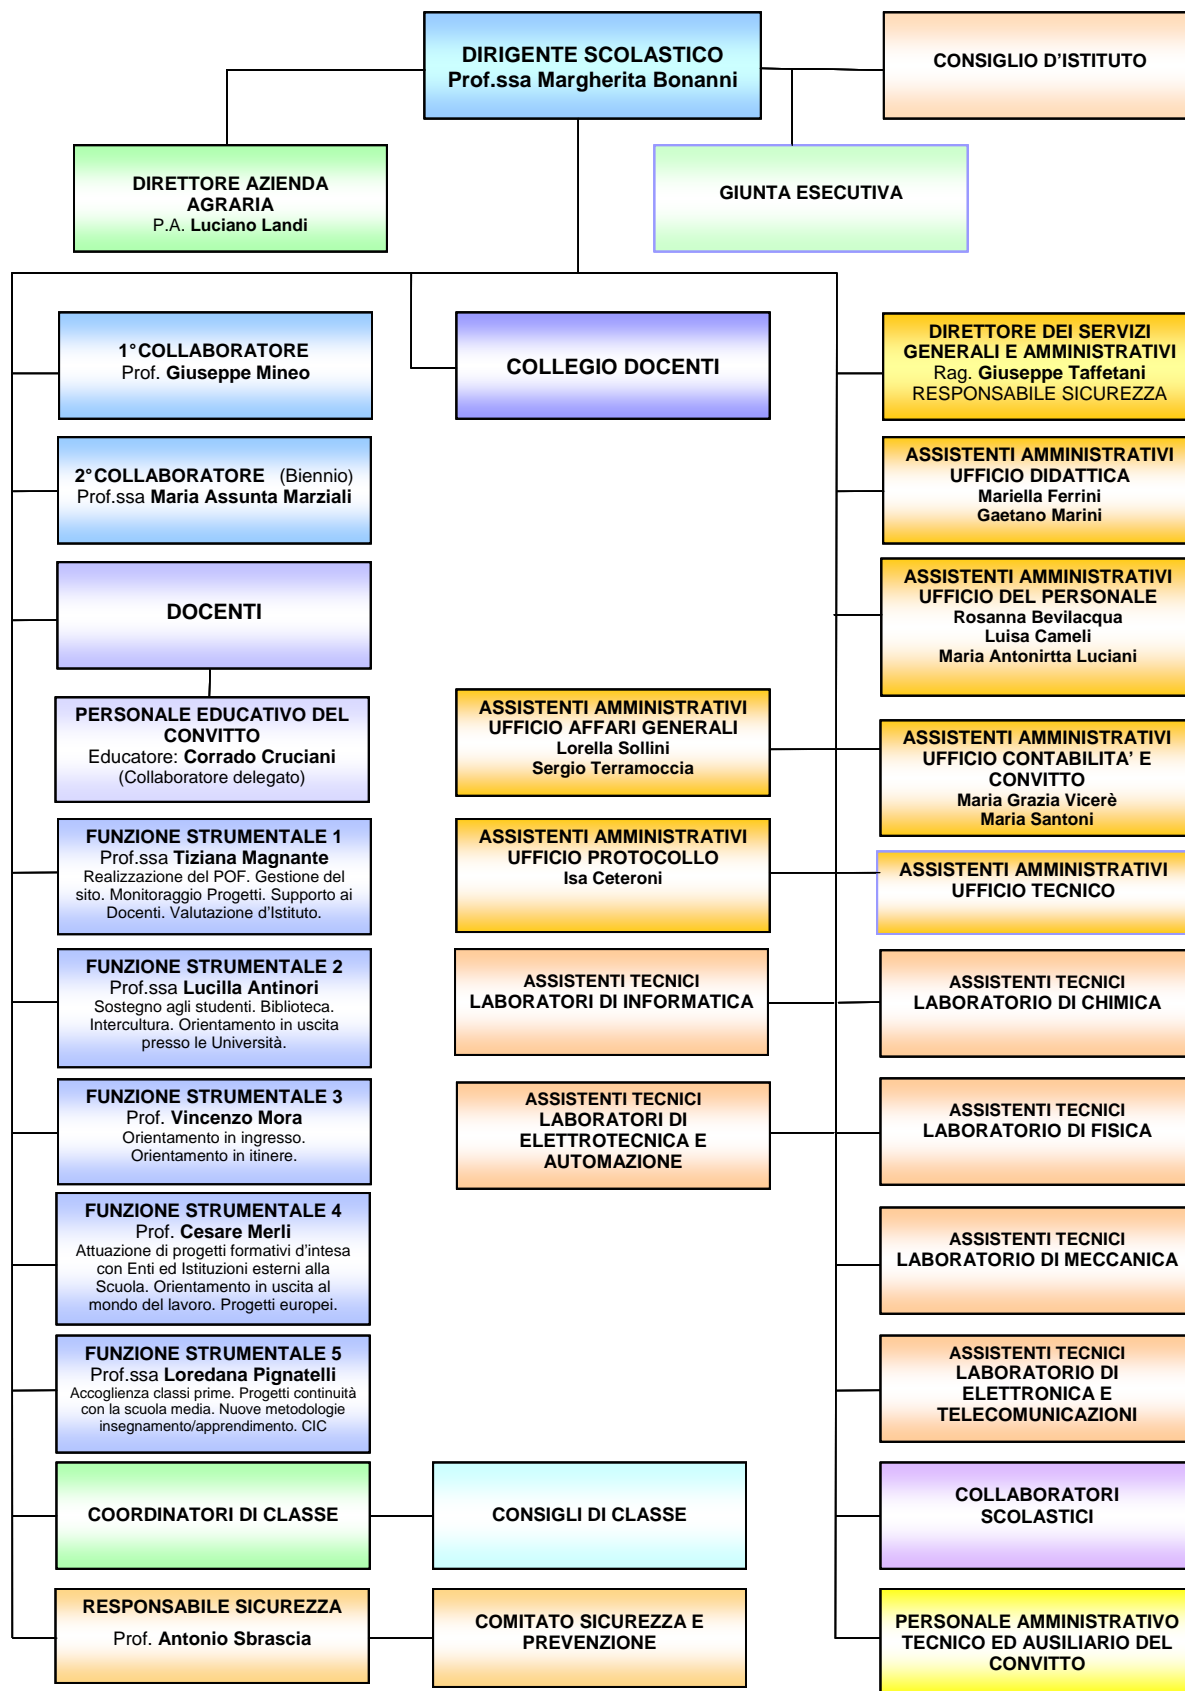 DIRIGENTE SCOLASTICO
Prof.ssa Margherita Bonanni
CONSIGLIO D'ISTITUTO
DIRETTORE AZIENDA
AGRARIA
P.A. Luciano Landi
GIUNTA ESECUTIVA
1°COLLABORATORE
Prof. Giuseppe Mineo
COLLEGIO DOCENTI
DIRETTORE DEI SERVIZI
GENERALI E AMMINISTRATIVI
Rag. Giuseppe Taffetani
RESPONSABILE SICUREZZA
2°COLLABORATORE (Biennio)
Prof.ssa Maria Assunta Marziali
ASSISTENTI AMMINISTRATIVI
UFFICIO DIDATTICA
Mariella Ferrini
Gaetano Marini
DOCENTI
ASSISTENTI AMMINISTRATIVI
UFFICIO DEL PERSONALE
Rosanna Bevilacqua
Luisa Cameli
Maria Antonirtta Luciani
PERSONALE EDUCATIVO DEL
CONVITTO
Educatore: Corrado Cruciani
(Collaboratore delegato)
ASSISTENTI AMMINISTRATIVI
UFFICIO AFFARI GENERALI
Lorella Sollini
Sergio Terramoccia
ASSISTENTI AMMINISTRATIVI
UFFICIO CONTABILITA' E
CONVITTO
Maria Grazia Vicerè
Maria Santoni
FUNZIONE STRUMENTALE 1
Prof.ssa Tiziana Magnante
Realizzazione del POF. Gestione del
sito. Monitoraggio Progetti. Supporto ai
Docenti. Valutazione d'Istituto.
ASSISTENTI AMMINISTRATIVI
UFFICIO PROTOCOLLO
Isa Ceteroni
ASSISTENTI AMMINISTRATIVI
UFFICIO TECNICO
FUNZIONE STRUMENTALE 2
Prof.ssa Lucilla Antinori
Sostegno agli studenti. Biblioteca.
Intercultura. Orientamento in uscita
presso le Università.
ASSISTENTI TECNICI
LABORATORI DI INFORMATICA
ASSISTENTI TECNICI
LABORATORIO DI CHIMICA
FUNZIONE STRUMENTALE 3
Prof. Vincenzo Mora
Orientamento in ingresso.
Orientamento in itinere.
ASSISTENTI TECNICI
LABORATORI DI
ELETTROTECNICA E
AUTOMAZIONE
ASSISTENTI TECNICI
LABORATORIO DI FISICA
FUNZIONE STRUMENTALE 4
Prof. Cesare Merli
Attuazione di progetti formativi d'intesa
con Enti ed Istituzioni esterni alla
Scuola. Orientamento in uscita al
mondo del lavoro. Progetti europei.
ASSISTENTI TECNICI
LABORATORIO DI MECCANICA
FUNZIONE STRUMENTALE 5
Prof.ssa Loredana Pignatelli
Accoglienza classi prime. Progetti continuità
con la scuola media. Nuove metodologie
insegnamento/apprendimento. CIC
ASSISTENTI TECNICI
LABORATORIO DI
ELETTRONICA E
TELECOMUNICAZIONI
COORDINATORI DI CLASSE
CONSIGLI DI CLASSE
COLLABORATORI
SCOLASTICI
RESPONSABILE SICUREZZA
Prof. Antonio Sbrascia
COMITATO SICUREZZA E
PREVENZIONE
PERSONALE AMMINISTRATIVO
TECNICO ED AUSILIARIO DEL
CONVITTO